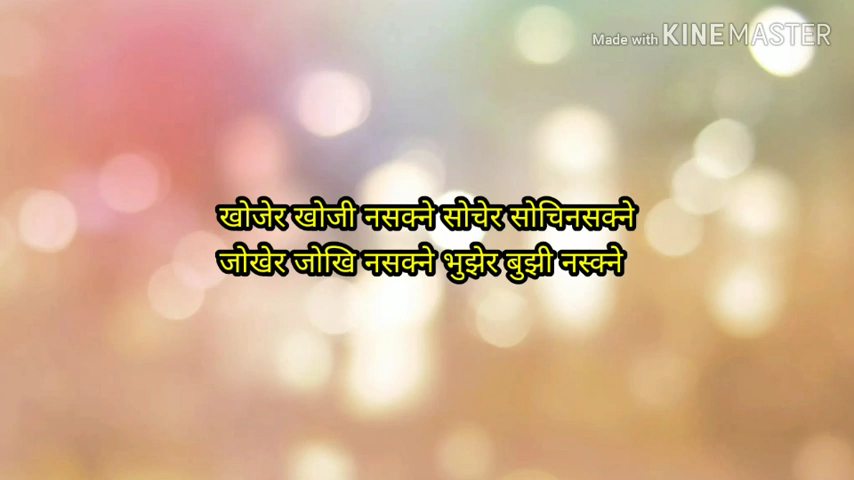 Made with KINEMASTER
खोजेर खोजी नसक्ने सोचेर सोचिनसक्ने
जोखेर जोखि नसक्ने भुझेर बुझी नस्क्ने